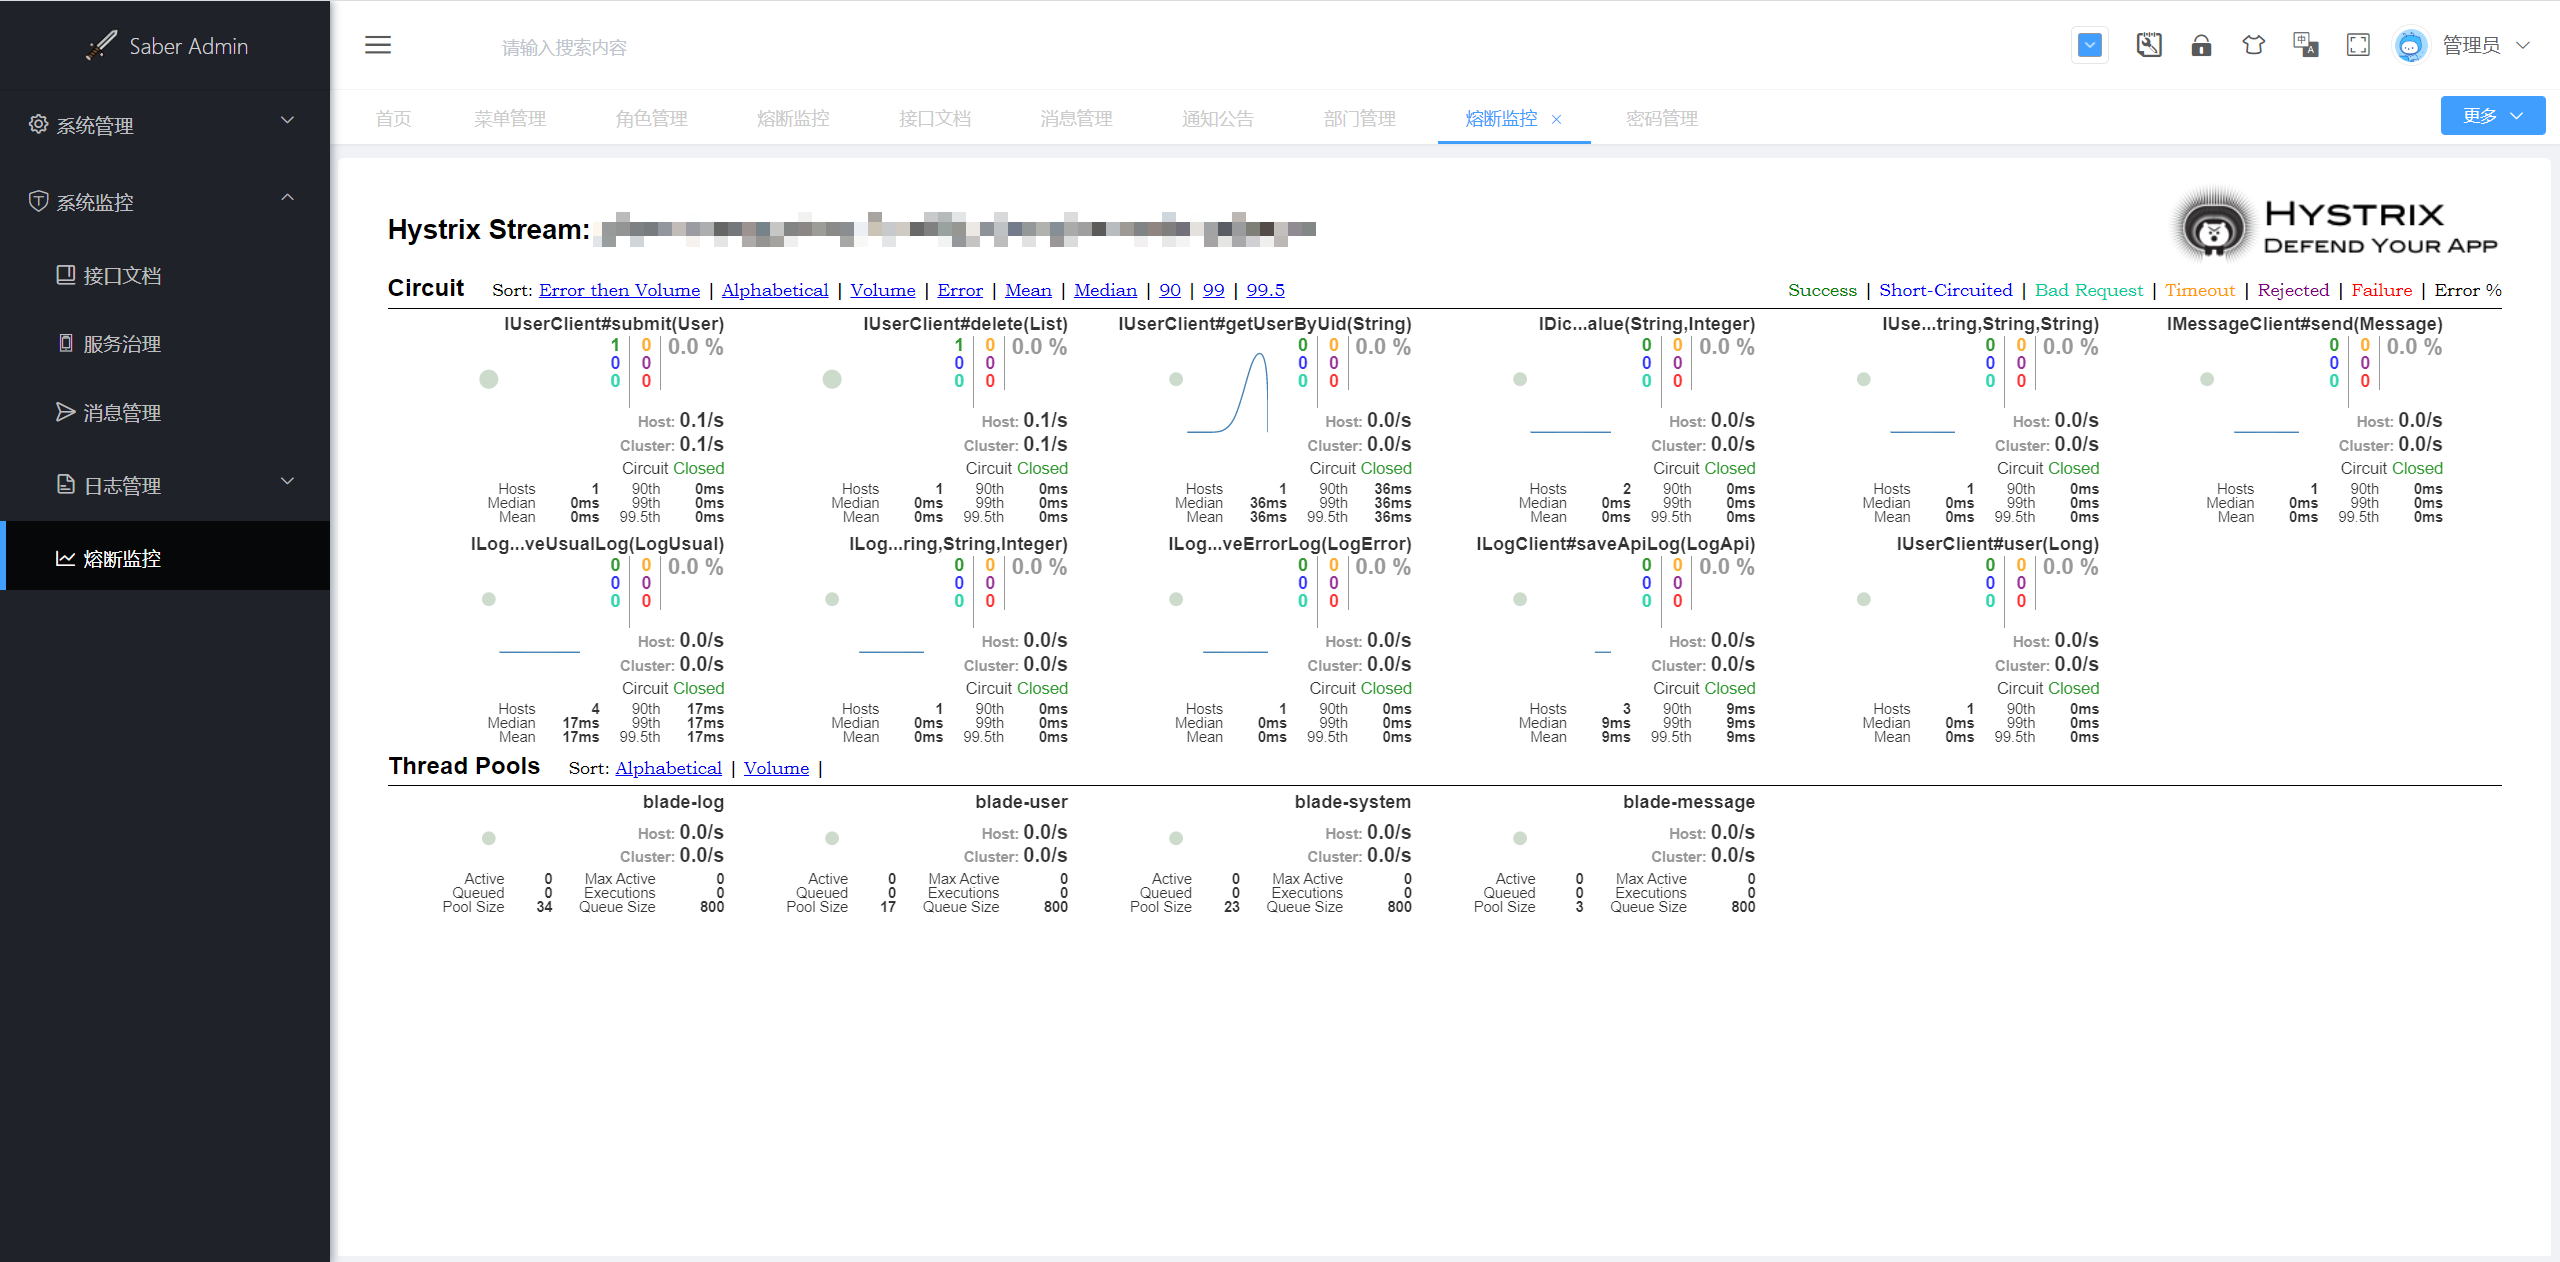 Saber Admin
请输入搜索内容
管理员
系统管理
系统监控
接口文档
服务治理
消息管理
日志管理
熔断监控
首页 菜单管理 角色管理 熔断监控 接口文档 消息管理 通知公告 部门管理 熔断监控 密码管理 更多
Hystrix Stream:
HYSTRIX
DEFEND YOUR APP
Circuit Sort: Error then Volume | Alphabetical | Volume | Error | Mean | Median | 90 | 99 | 99.5
Success | Short-Circuited | Bad Request | Timeout | Rejected | Failure | Error %
IUserClient#submit(User)
1 0 0.0 %
0 0
0 0
Host: 0.1/s
Cluster: 0.1/s
Circuit Closed
Hosts 1 90th 0ms
Median 0ms 99th 0ms
Mean 0ms 99.5th 0ms
IUserClient#delete(List)
1 0 0.0 %
0 0
0 0
Host: 0.1/s
Cluster: 0.1/s
Circuit Closed
Hosts 1 90th 0ms
Median 0ms 99th 0ms
Mean 0ms 99.5th 0ms
IUserClient#getUserByUid(String)
0 0 0.0 %
0 0
0 0
Host: 0.0/s
Cluster: 0.0/s
Circuit Closed
Hosts 1 90th 36ms
Median 36ms 99th 36ms
Mean 36ms 99.5th 36ms
IDic...alue(String,Integer)
0 0 0.0 %
0 0
0 0
Host: 0.0/s
Cluster: 0.0/s
Circuit Closed
Hosts 2 90th 0ms
Median 0ms 99th 0ms
Mean 0ms 99.5th 0ms
IUse...tring,String,String)
0 0 0.0 %
0 0
0 0
Host: 0.0/s
Cluster: 0.0/s
Circuit Closed
Hosts 1 90th 0ms
Median 0ms 99th 0ms
Mean 0ms 99.5th 0ms
IMessageClient#send(Message)
0 0 0.0 %
0 0
0 0
Host: 0.0/s
Cluster: 0.0/s
Circuit Closed
Hosts 1 90th 0ms
Median 0ms 99th 0ms
Mean 0ms 99.5th 0ms
ILog...veUsualLog(LogUsual)
0 0 0.0 %
0 0
0 0
Host: 0.0/s
Cluster: 0.0/s
Circuit Closed
Hosts 4 90th 17ms
Median 17ms 99th 17ms
Mean 17ms 99.5th 17ms
ILog...ring,String,Integer)
0 0 0.0 %
0 0
0 0
Host: 0.0/s
Cluster: 0.0/s
Circuit Closed
Hosts 1 90th 0ms
Median 0ms 99th 0ms
Mean 0ms 99.5th 0ms
ILog...veErrorLog(LogError)
0 0 0.0 %
0 0
0 0
Host: 0.0/s
Cluster: 0.0/s
Circuit Closed
Hosts 1 90th 0ms
Median 0ms 99th 0ms
Mean 0ms 99.5th 0ms
ILogClient#saveApiLog(LogApi)
0 0 0.0 %
0 0
0 0
Host: 0.0/s
Cluster: 0.0/s
Circuit Closed
Hosts 3 90th 9ms
Median 9ms 99th 9ms
Mean 9ms 99.5th 9ms
IUserClient#user(Long)
0 0 0.0 %
0 0
0 0
Host: 0.0/s
Cluster: 0.0/s
Circuit Closed
Hosts 1 90th 0ms
Median 0ms 99th 0ms
Mean 0ms 99.5th 0ms
Thread Pools Sort: Alphabetical | Volume |
blade-log
Host: 0.0/s
Cluster: 0.0/s
Active 0 Max Active 0
Queued 0 Executions 0
Pool Size 34 Queue Size 800
blade-user
Host: 0.0/s
Cluster: 0.0/s
Active 0 Max Active 0
Queued 0 Executions 0
Pool Size 17 Queue Size 800
blade-system
Host: 0.0/s
Cluster: 0.0/s
Active 0 Max Active 0
Queued 0 Executions 0
Pool Size 23 Queue Size 800
blade-message
Host: 0.0/s
Cluster: 0.0/s
Active 0 Max Active 0
Queued 0 Executions 0
Pool Size 3 Queue Size 800